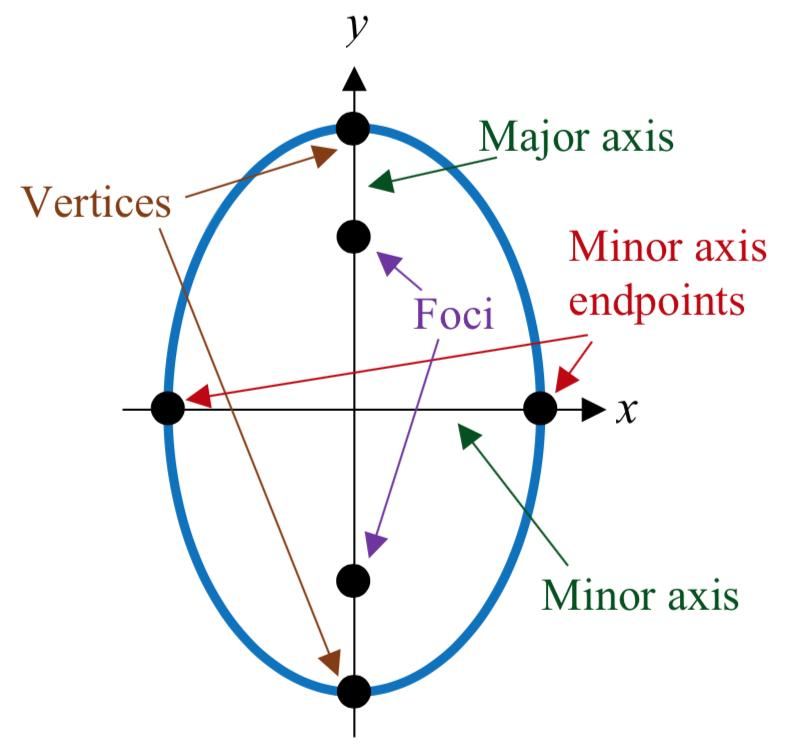 y
Major axis
Vertices
Minor axis
endpoints
Foci
x
Minor axis